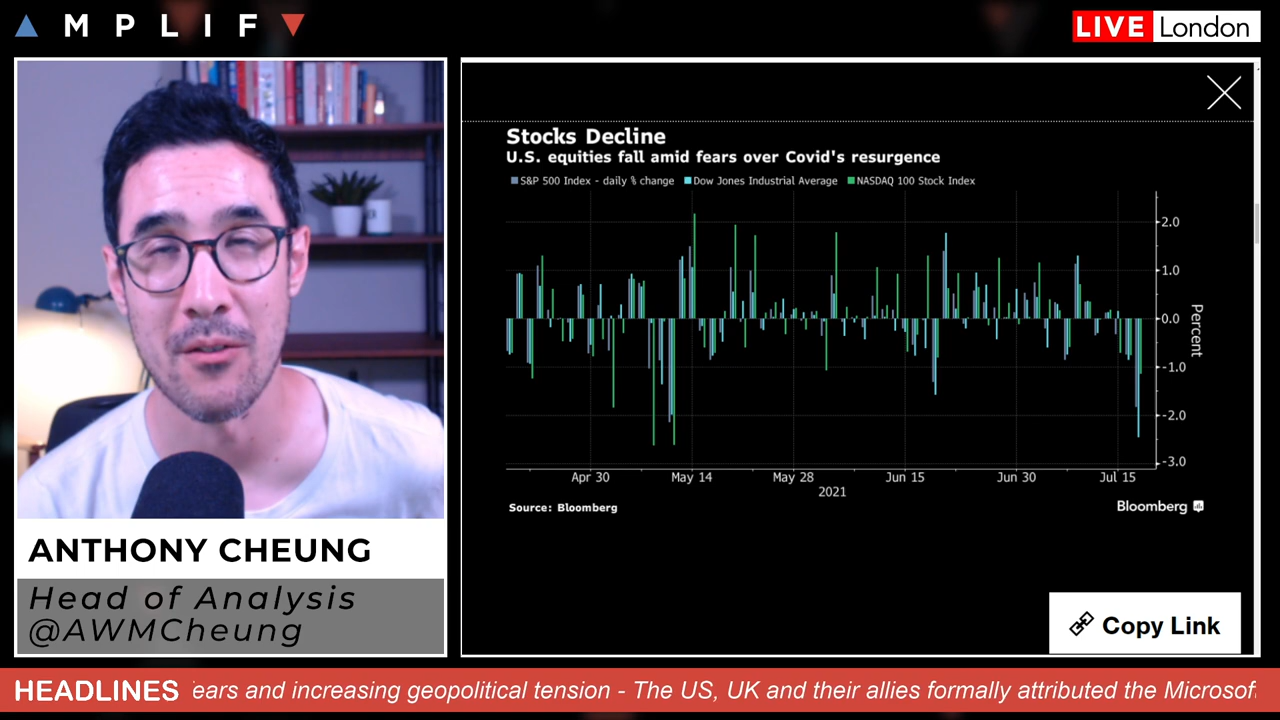 AMPLIFY
LIVE London
Stocks Decline
U.S. equities fall amid fears over Covid's resurgence
S&P 500 Index - daily % change Dow Jones Industrial Average NASDAQ 100 Stock Index
2.0
1.0
0.0
-1.0
-2.0
-3.0
Percent
Apr 30 May 14 May 28 Jun 15 Jun 30 Jul 15
2021
Source: Bloomberg Bloomberg
Copy Link
ANTHONY CHEUNG
Head of Analysis
@AWMCheung
HEADLINES ears and increasing geopolitical tension - The US, UK and their allies formally attributed the Microsof